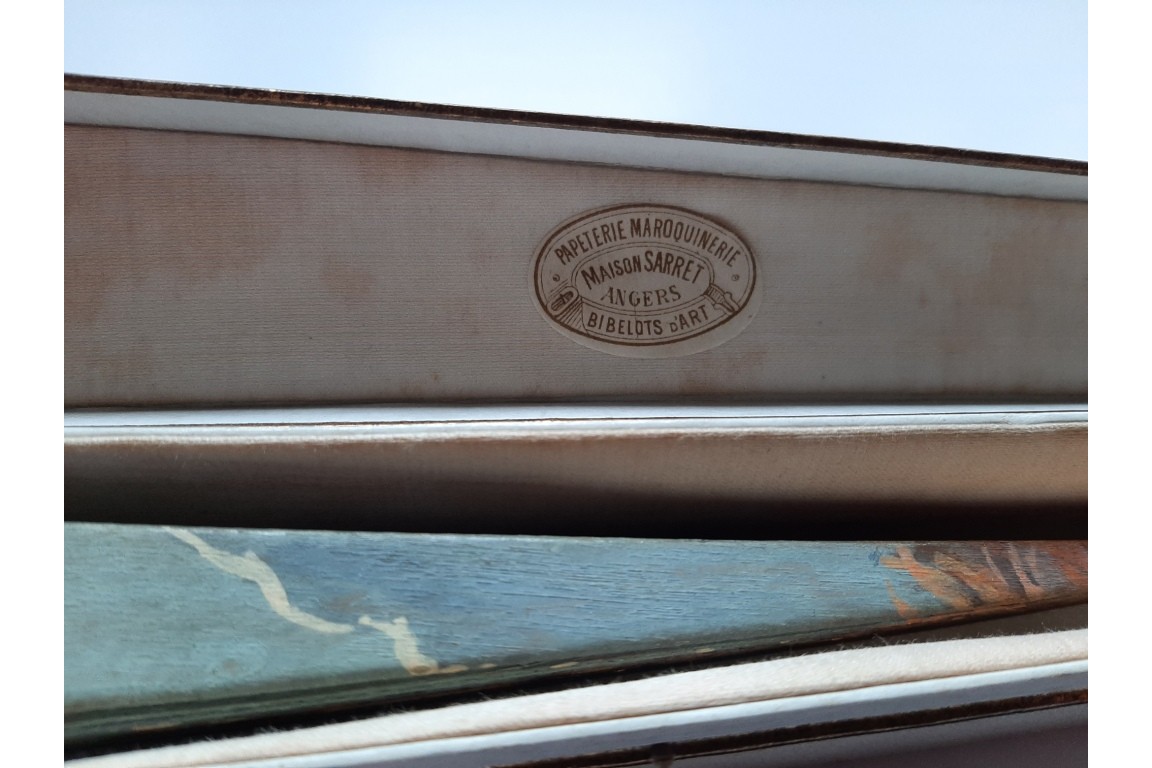 PAPETERIE MAROQUINERIE
MAISON SARRET
ANGERS
BIBELOTS D'ART